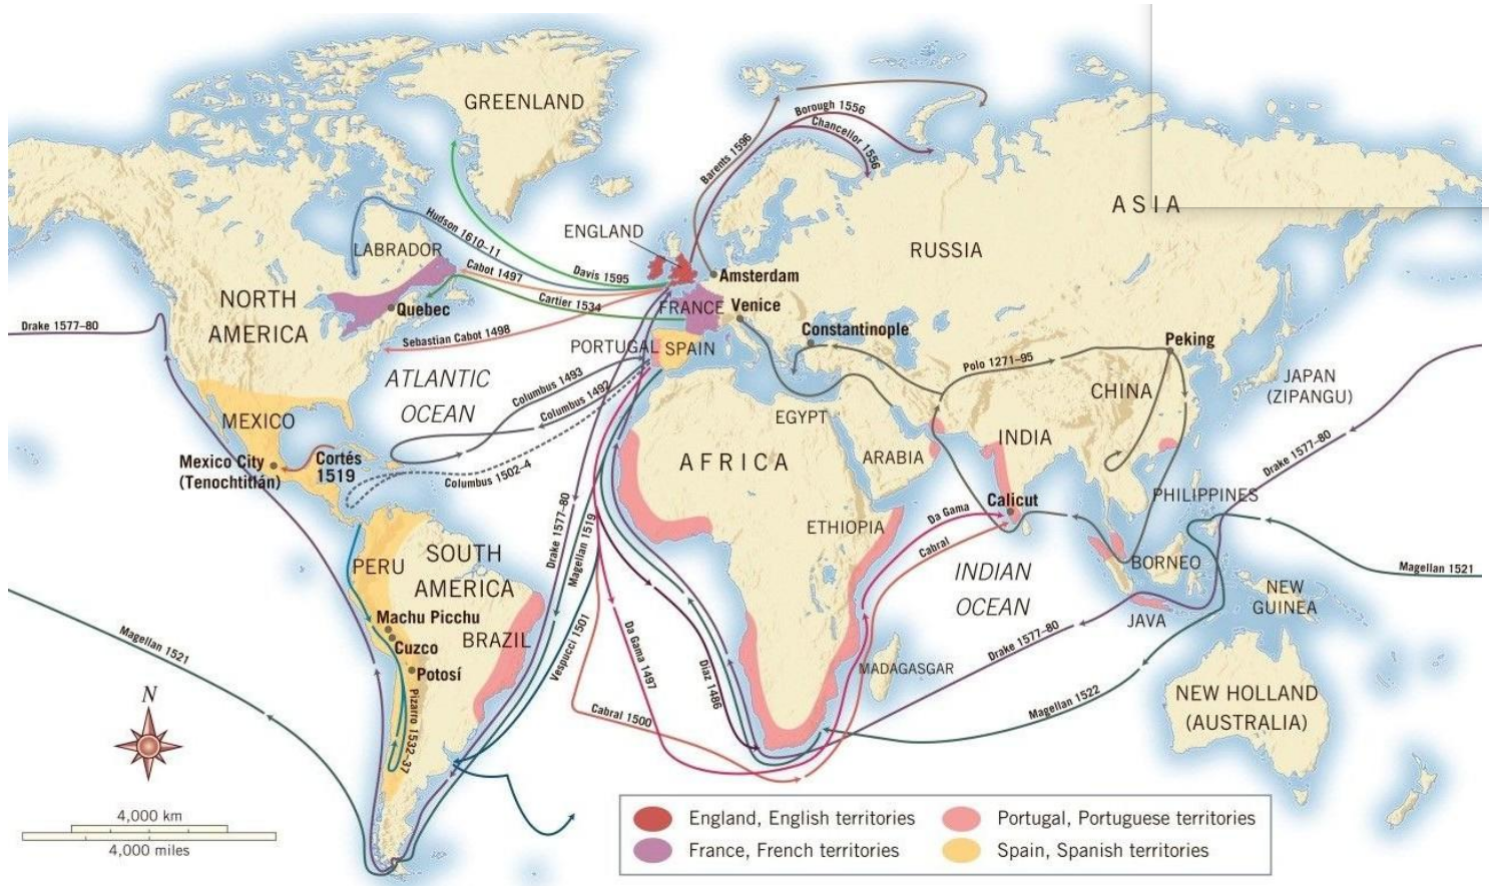 GREENLAND
Borough 1556
Chancellor 1556
Barents 1596
ASIA
ENGLAND
Hudson 1610–11
LABRADOR
RUSSIA
Cabot 1497
Davis 1595
Amsterdam
NORTH
AMERICA
Quebec
Cartier 1534
FRANCE
Venice
Drake 1577–80
Sebastian Cabot 1498
Constantinople
Peking
PORTUGAL
SPAIN
Polo 1271–95
ATLANTIC
OCEAN
Columbus 1493
Columbus 1492
CHINA
JAPAN
(ZIPANGU)
MEXICO
EGYPT
INDIA
Mexico City
(Tenochtitlán)
Cortés
1519
Columbus 1502–4
AFRICA
ARABIA
Drake 1577–80
Calicut
PHILIPPINES
Drake 1577–80
Magellan 1519
ETHIOPIA
Da Gama
Cabral
PERU
SOUTH
AMERICA
INDIAN
OCEAN
BORNEO
Magellan 1521
NEW
GUINEA
Machu Picchu
Cuzco
BRAZIL
Potosí
Vespucci 1501
Da Gama 1497
Diaz 1486
MADAGASGAR
Drake 1577–80
JAVA
Magellan 1521
Pizarro 1532–37
Cabral 1500
Magellan 1522
NEW HOLLAND
(AUSTRALIA)
N
4,000 km
4,000 miles
England, English territories
Portugal, Portuguese territories
France, French territories
Spain, Spanish territories